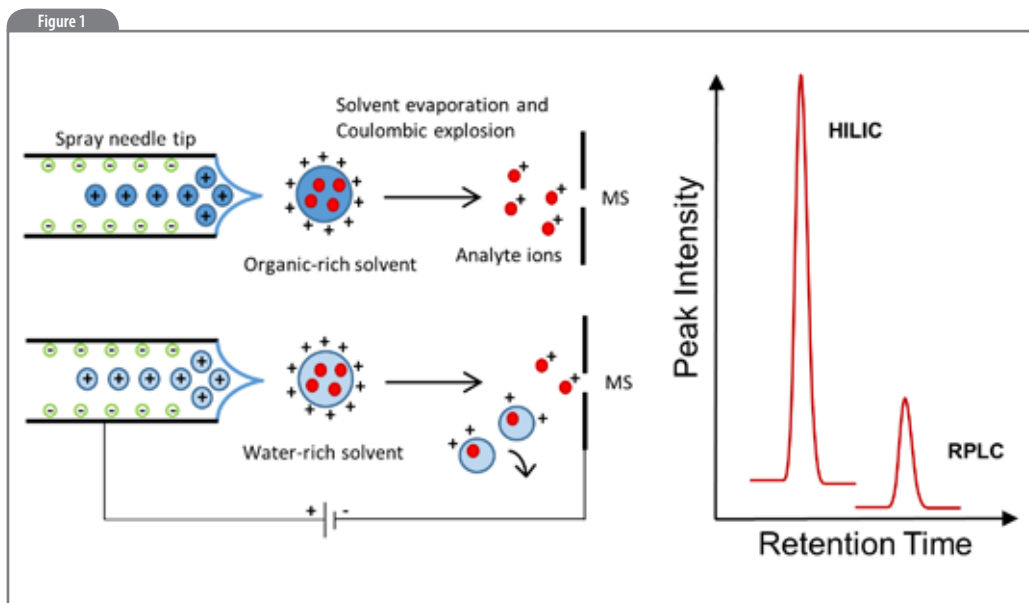 Figure 1
Spray needle tip
Solvent evaporation and
Coulombic explosion
MS
Organic-rich solvent
Analyte ions
MS
Water-rich solvent
+ -
Peak Intensity
HILIC
RPLC
Retention Time